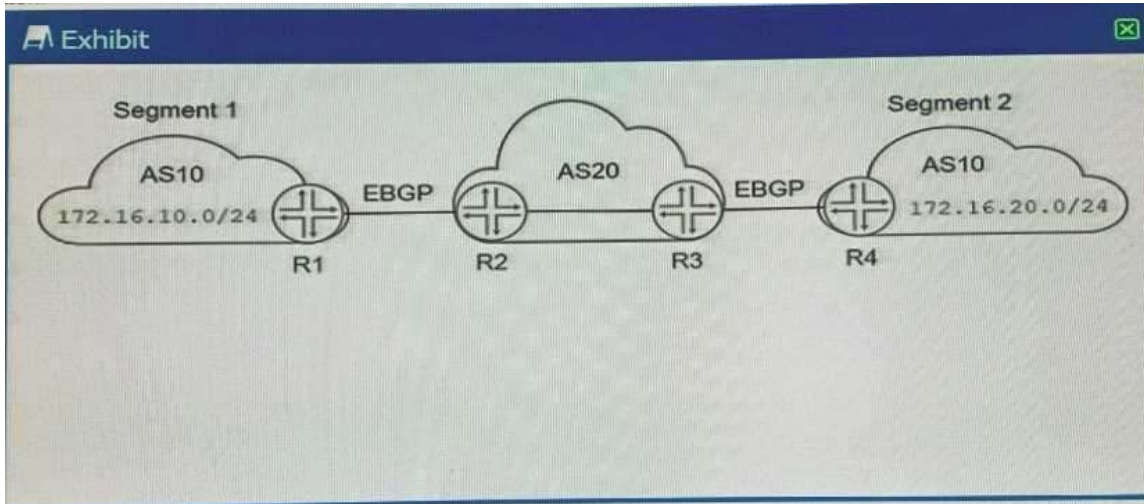 Exhibit
Segment 1
Segment 2
AS10
AS20
AS10
EBGP
EBGP
172.16.10.0/24
172.16.20.0/24
R1
R2
R3
R4